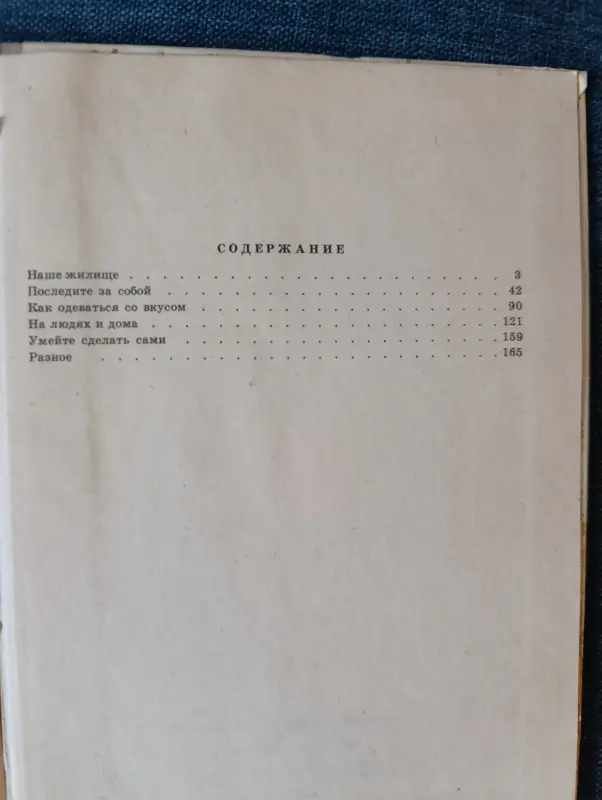 СОДЕРЖАНИЕ
Наше жилище . . . . . . . . . . . . . . . . . . . . . . . 3
Последите за собой . . . . . . . . . . . . . . . . . . . . 42
Как одеваться со вкусом . . . . . . . . . . . . . . . . . . 90
На людях и дома . . . . . . . . . . . . . . . . . . . . . 121
Умейте сделать сами . . . . . . . . . . . . . . . . . . . 159
Разное . . . . . . . . . . . . . . . . . . . . . . . . 165